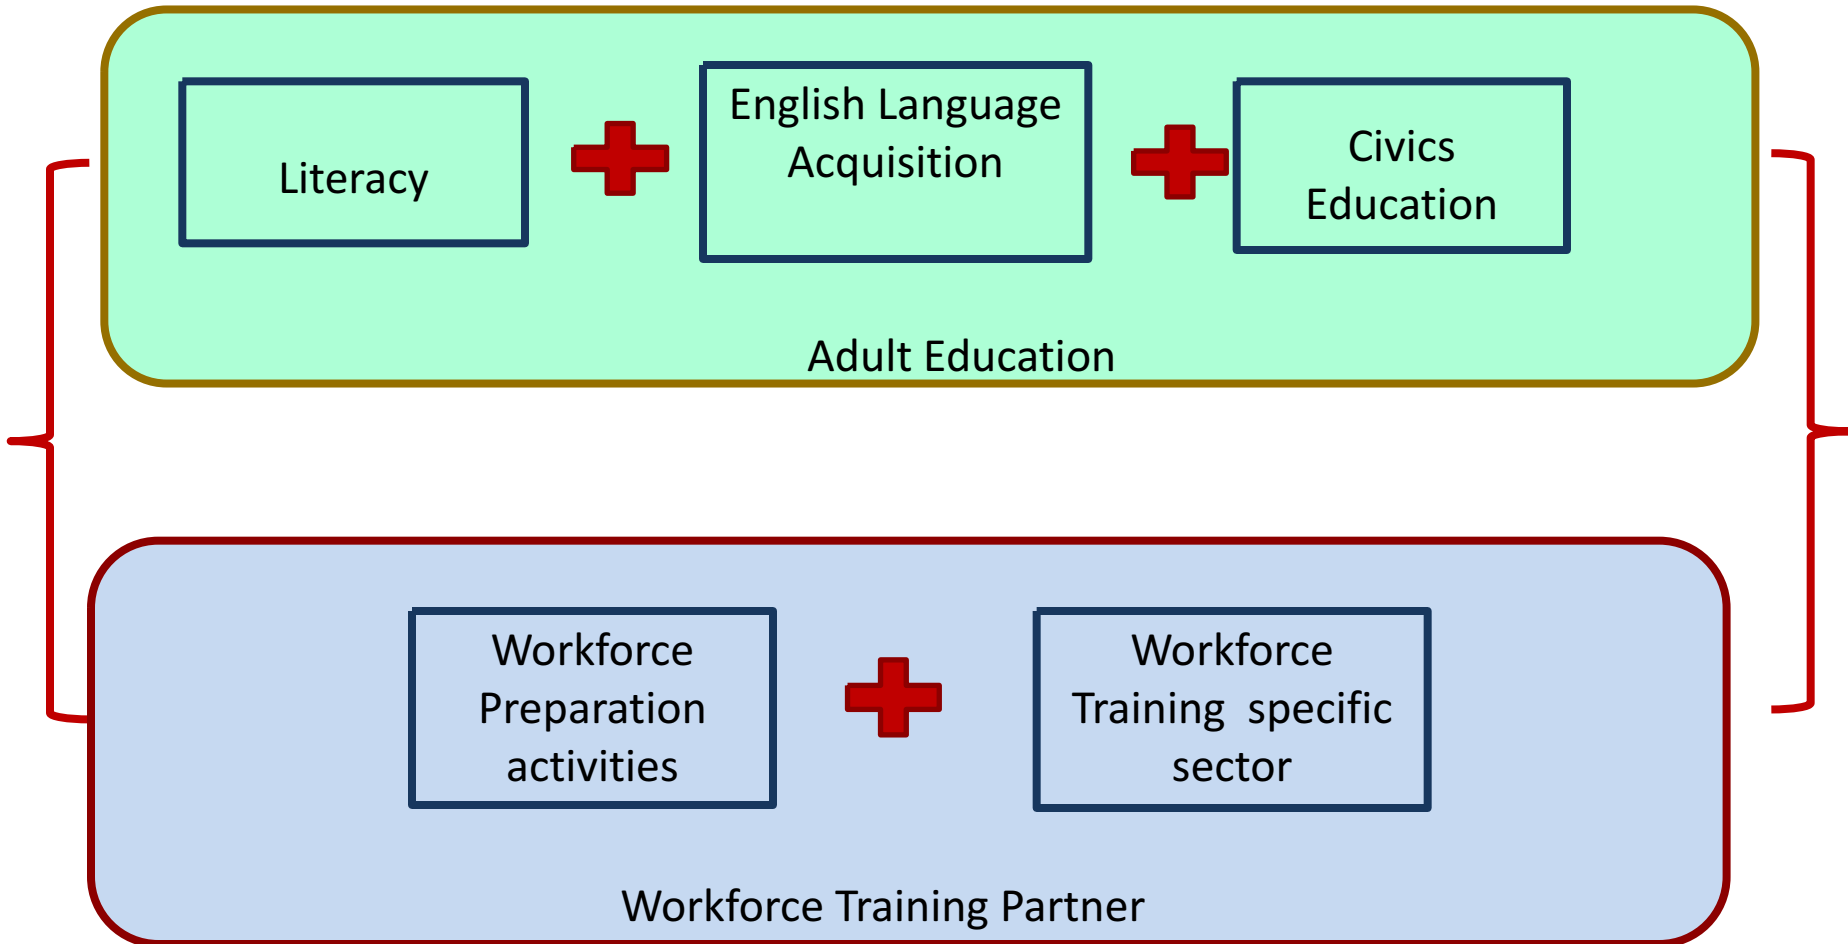 Literacy
English Language
Acquisition
Civics
Education
Adult Education
Workforce
Preparation
activities
Workforce
Training  specific
sector
Workforce Training Partner